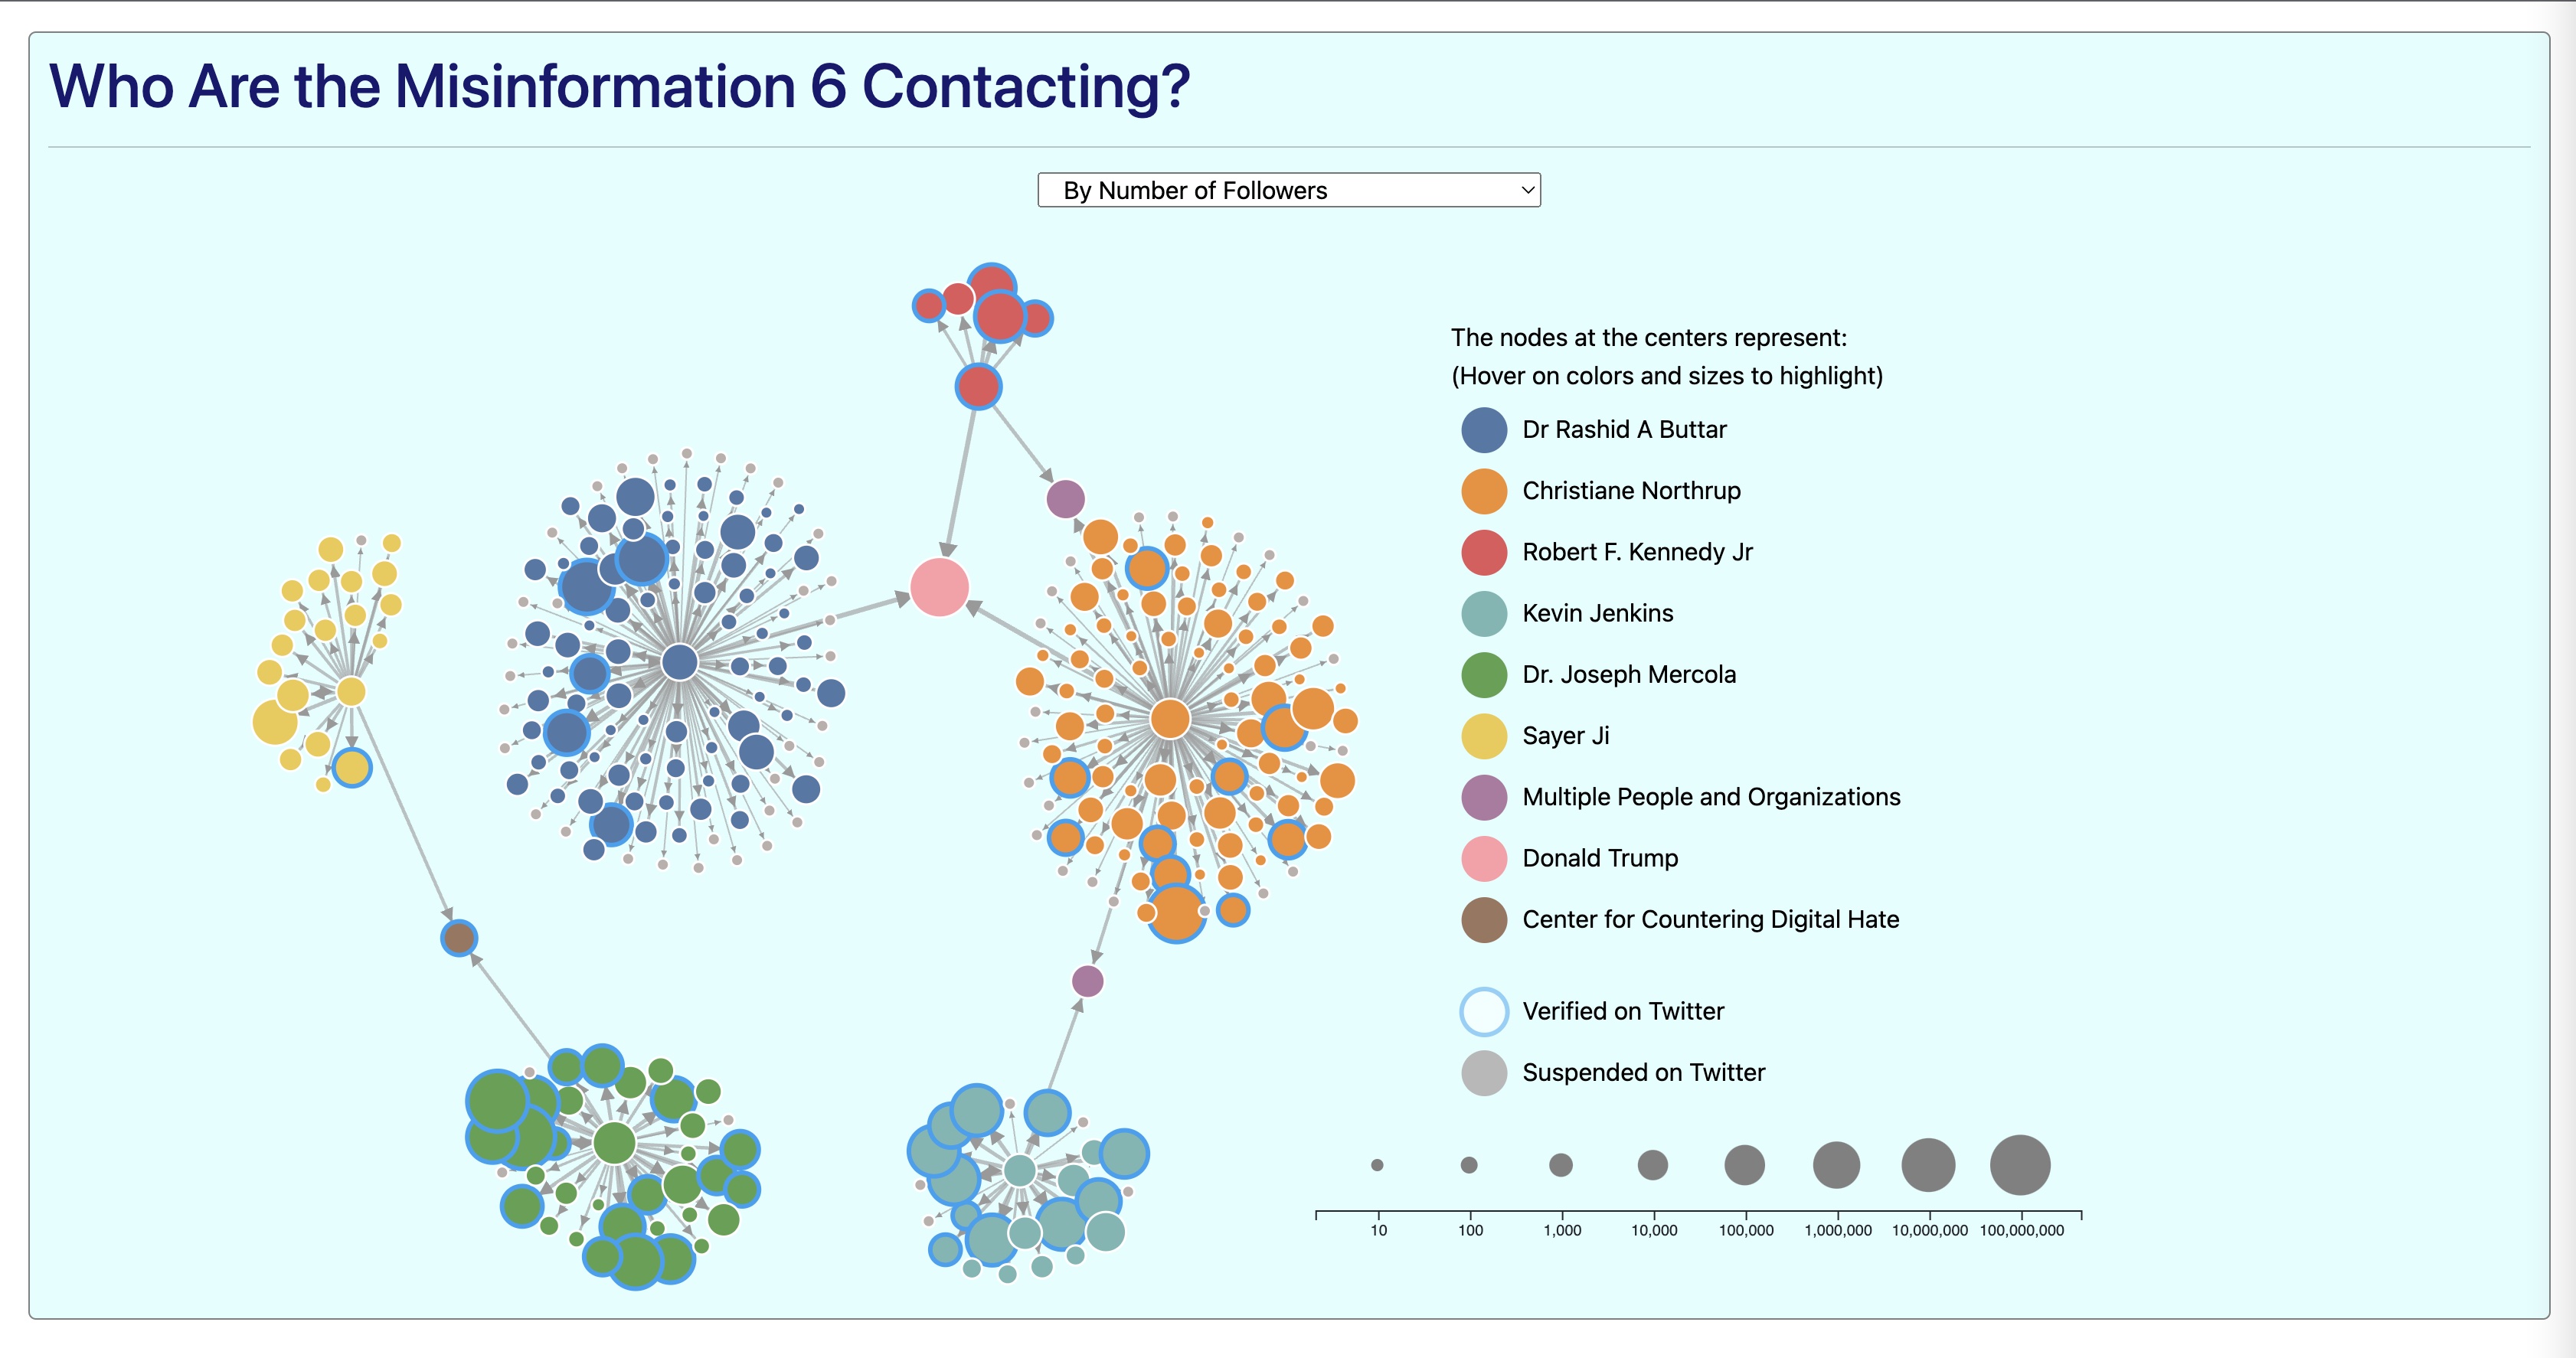 Who Are the Misinformation 6 Contacting?
By Number of Followers
The nodes at the centers represent:
(Hover on colors and sizes to highlight)
Dr Rashid A Buttar
Christiane Northrup
Robert F. Kennedy Jr
Kevin Jenkins
Dr. Joseph Mercola
Sayer Ji
Multiple People and Organizations
Donald Trump
Center for Countering Digital Hate
Verified on Twitter
Suspended on Twitter
10 100 1,000 10,000 100,000 1,000,000 10,000,000 100,000,000